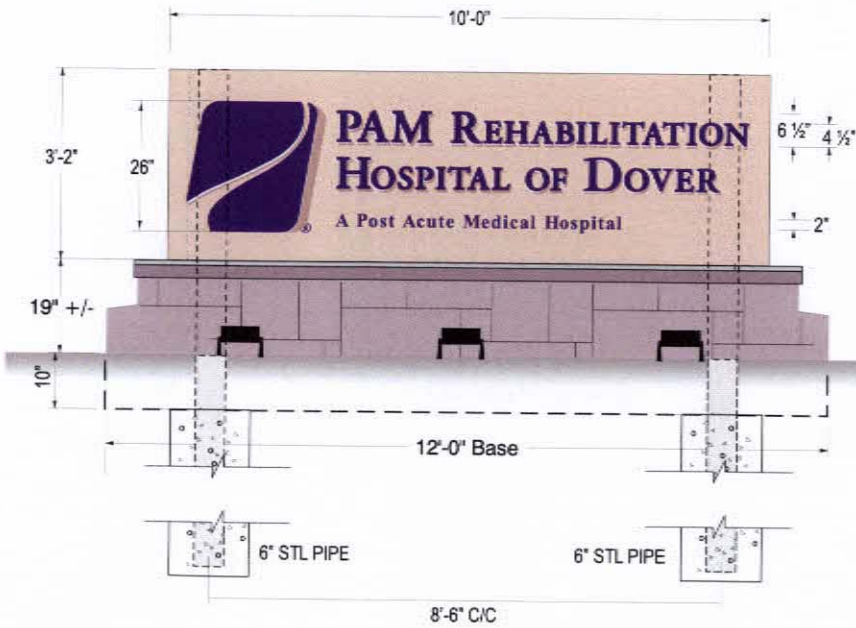 10'-0"
3'-2"
26"
PAM REHABILITATION
HOSPITAL OF DOVER
®
A Post Acute Medical Hospital
6 ½"
4 ½"
2"
19" +/-
10"
12'-0" Base
6" STL PIPE
6" STL PIPE
8'-6" C/C